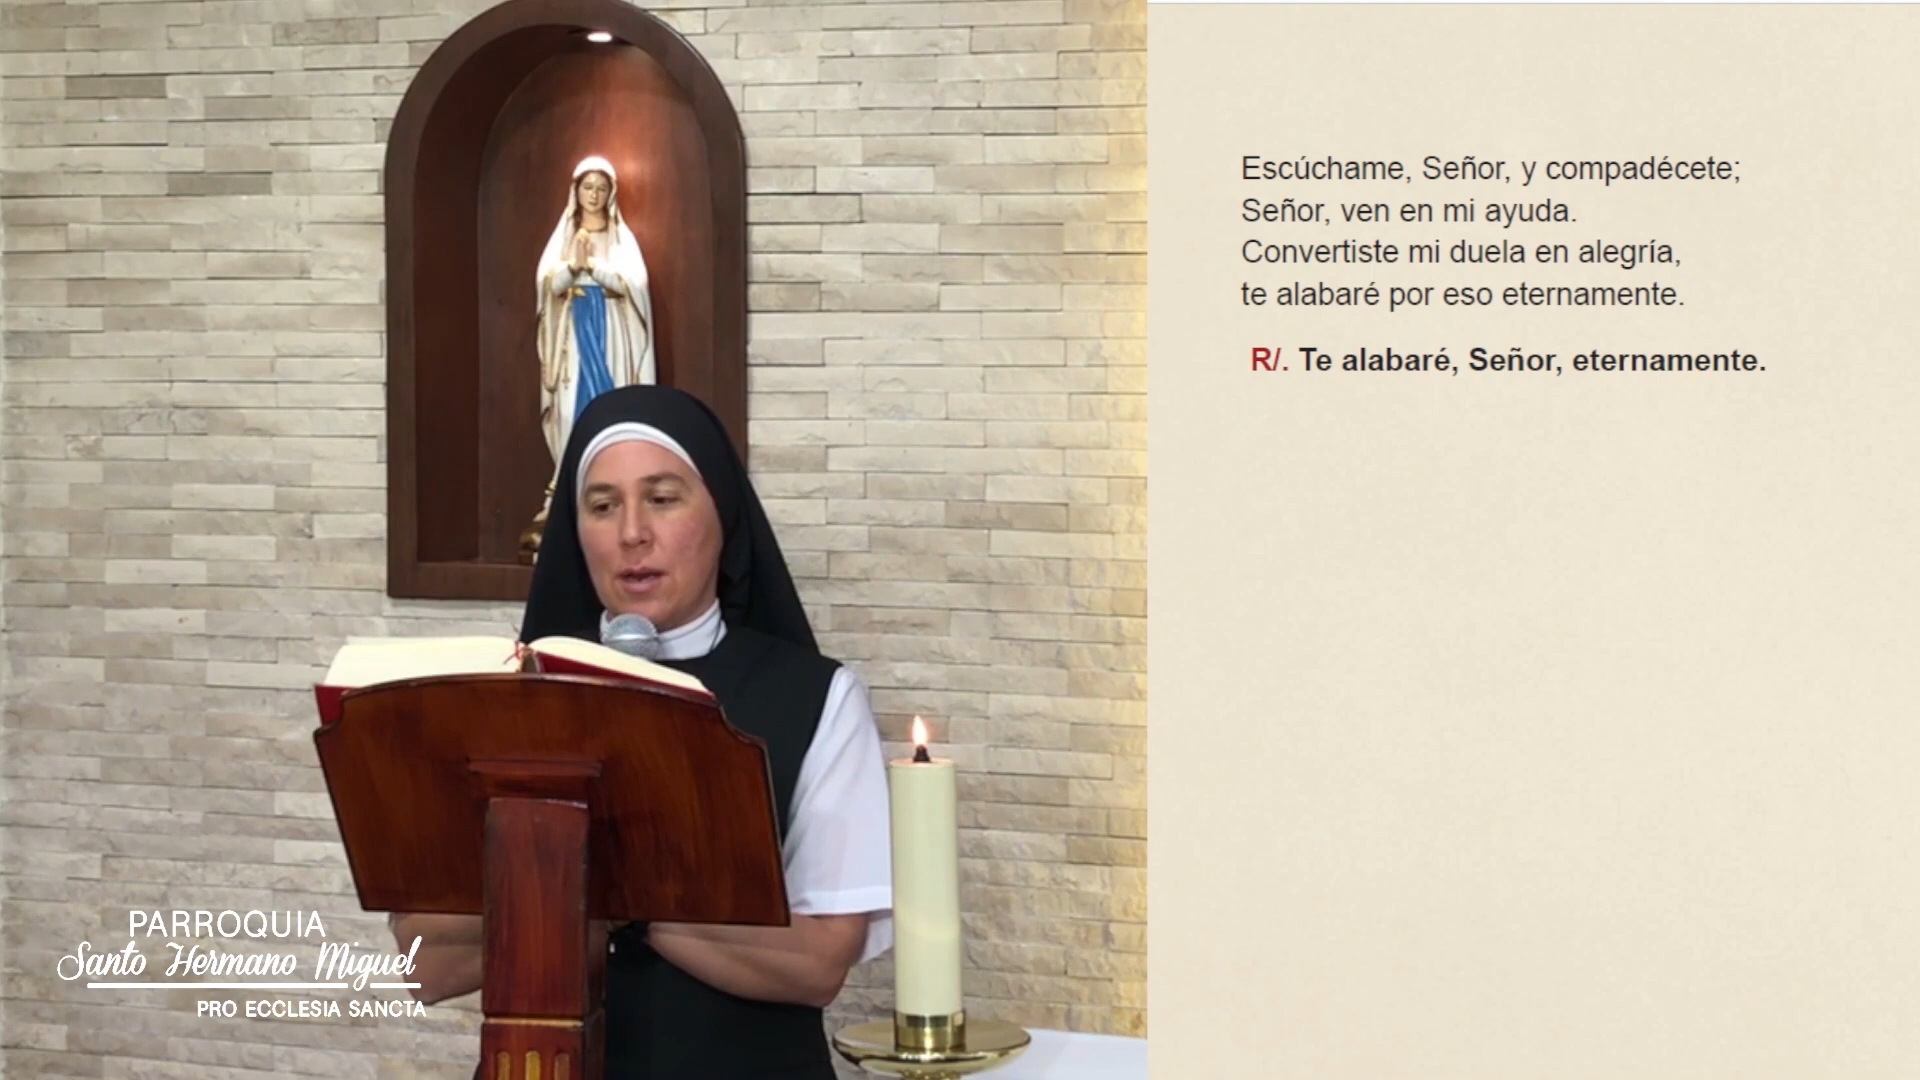 Escúchame, Señor, y compadécete;
Señor, ven en mi ayuda.
Convertiste mi duela en alegría,
te alabaré por eso eternamente.
R/. Te alabaré, Señor, eternamente.
PARROQUIA
Santo Hermano Miguel
PRO ECCLESIA SANCTA